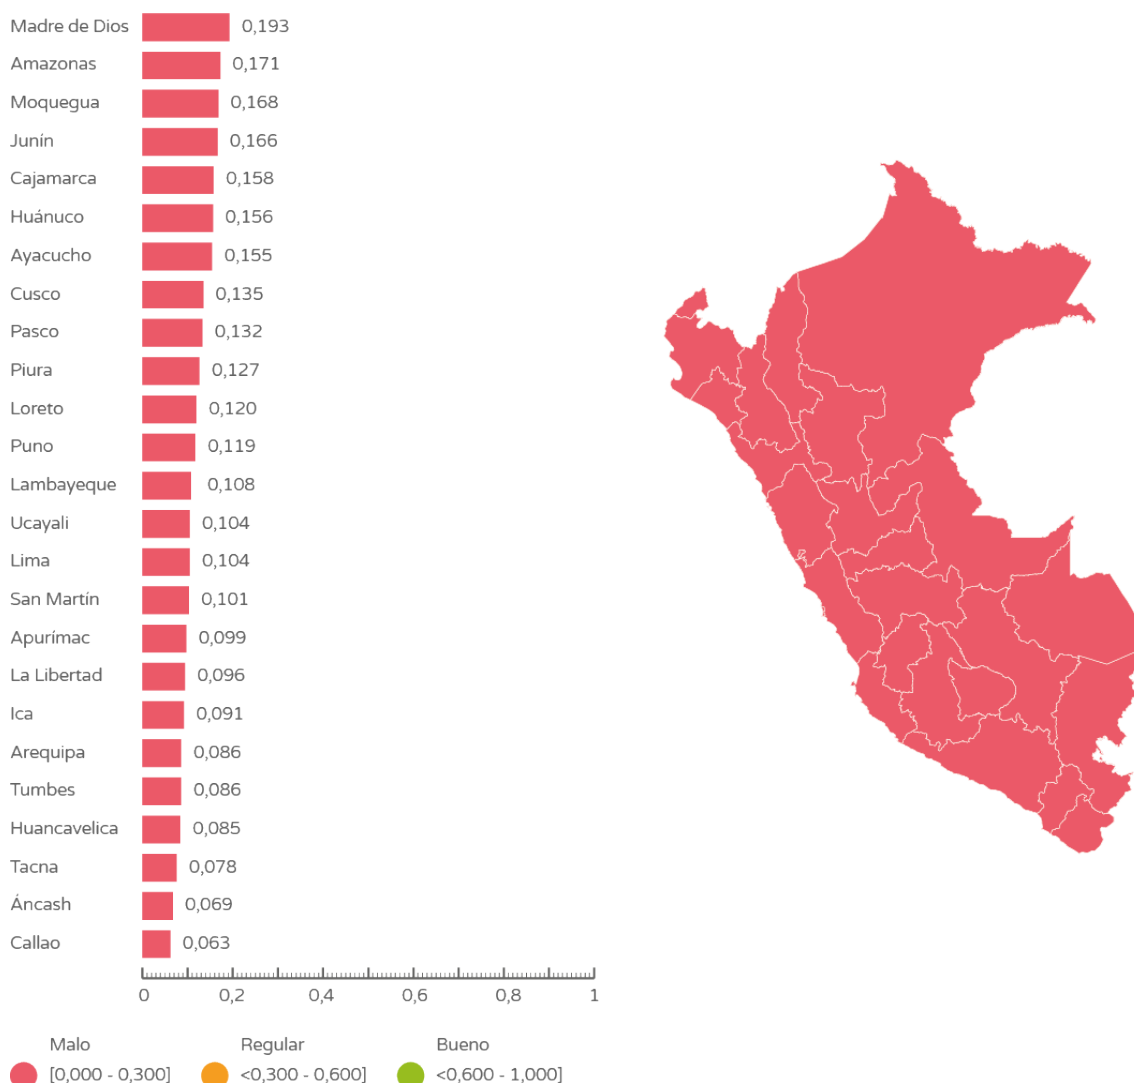 Madre de Dios 0,193
Amazonas 0,171
Moquegua 0,168
Junín 0,166
Cajamarca 0,158
Huánuco 0,156
Ayacucho 0,155
Cusco 0,135
Pasco 0,132
Piura 0,127
Loreto 0,120
Puno 0,119
Lambayeque 0,108
Ucayali 0,104
Lima 0,104
San Martín 0,101
Apurímac 0,099
La Libertad 0,096
Ica 0,091
Arequipa 0,086
Tumbes 0,086
Huancavelica 0,085
Tacna 0,078
Áncash 0,069
Callao 0,063
0 0,2 0,4 0,6 0,8 1
Malo Regular Bueno
[0,000 - 0,300] <0,300 - 0,600] <0,600 - 1,000]